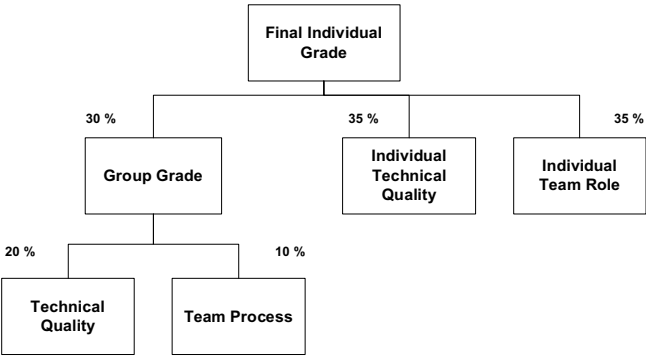 Final Individual
Grade
30 %
35 %
35 %
Group Grade
Individual
Technical
Quality
Individual
Team Role
20 %
10 %
Technical
Quality
Team Process